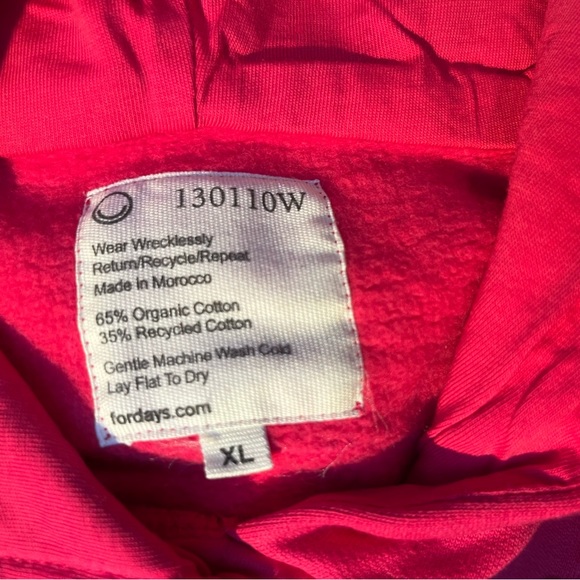 130110W
Wear Wrecklessly
Return/Recycle/Repeat
Made in Morocco
65% Organic Cotton
35% Recycled Cotton
Gentle Machine Wash Cold
Lay Flat To Dry
fordays.com
XL